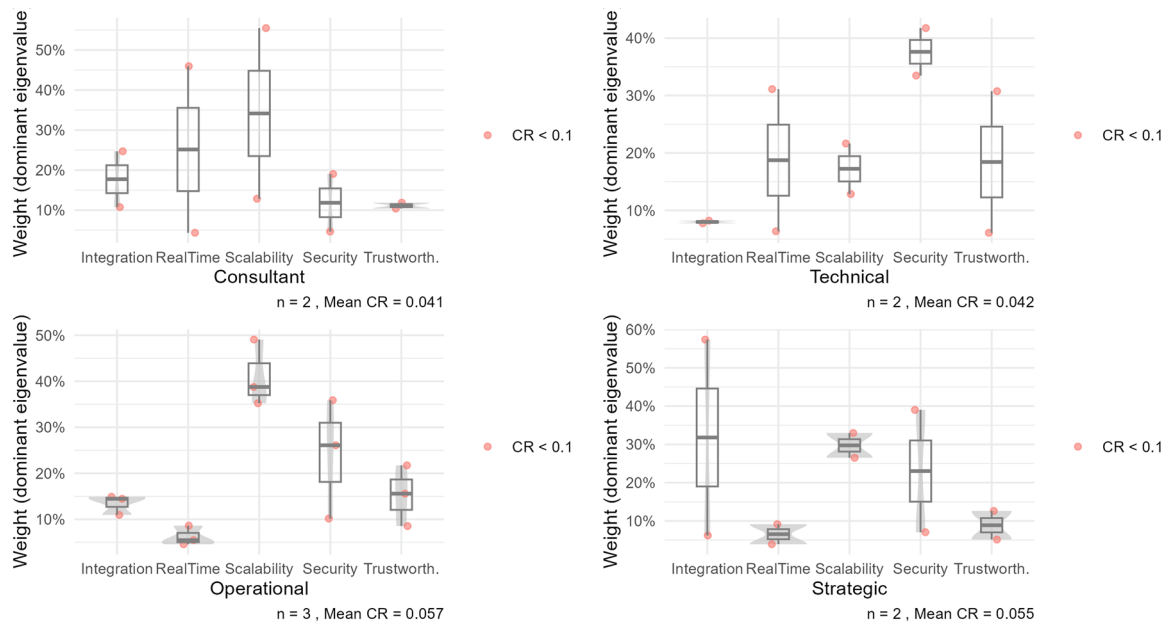 Weight (dominant eigenvalue
50%
40%
30%
20%
10%
Integration RealTime Scalability Security Trustworth.
Consultant
n = 2 , Mean CR = 0.041
CR < 0.1
Weight (dominant eigenvalue
40%
30%
20%
10%
Integration RealTime Scalability Security Trustworth.
Technical
n = 2 , Mean CR = 0.042
CR < 0.1
Weight (dominant eigenvalue)
50%
40%
30%
20%
10%
Integration RealTime Scalability Security Trustworth.
Operational
n = 3 , Mean CR = 0.057
CR < 0.1
Weight (dominant eigenvalue)
60%
50%
40%
30%
20%
10%
Integration RealTime Scalability Security Trustworth.
Strategic
n = 2 , Mean CR = 0.055
CR < 0.1